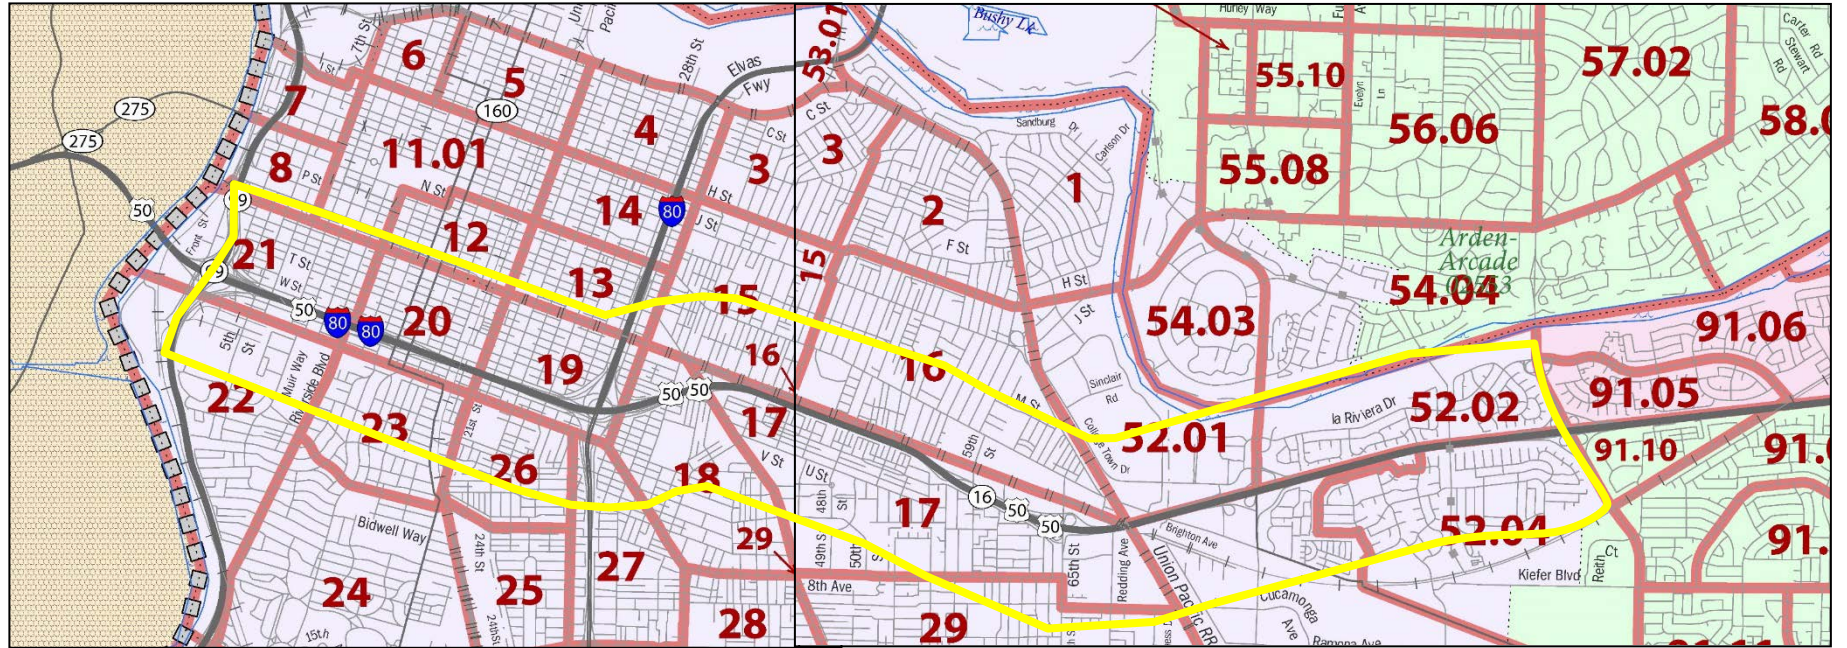 Bushy Lk
Hurley Way
Carter Rd
Stewart Rd
7th St
6
5
28th St
Elvas Fwy
53.01
55.10
57.02
275
I St
7
160
4
C St
C St
Sandburg Dr
Evelyn Ln
56.06
275
11.01
3
3
Carlson Dr
55.08
8
P St
N St
14
80
H St
J St
2
1
50
99
Front St
21
12
F St
Arden-
Arcade
T St
13
15
H St
54.04
99
W St
15
54.03
50
80
80
20
J St
91.06
5th St
16
16
Muir Way
Riverside Blvd
19
Sinclair Rd
50
50
22
21st St
17
M St
52.02
91.05
23
la Riviera Dr
College Town Dr
52.01
59th St
91.10
26
18
V St
U St
48th St
17
16
50
50
52.04
Bidwell Way
29
49th S
50th S
Brighton Ave
24th St
65th St
Redding Ave
Union Pacific RR
Kiefer Blvd
Reith Ct
24
25
27
8th Ave
Cucamonga Ave
24thSt
28
29
15th
Ramona Ave